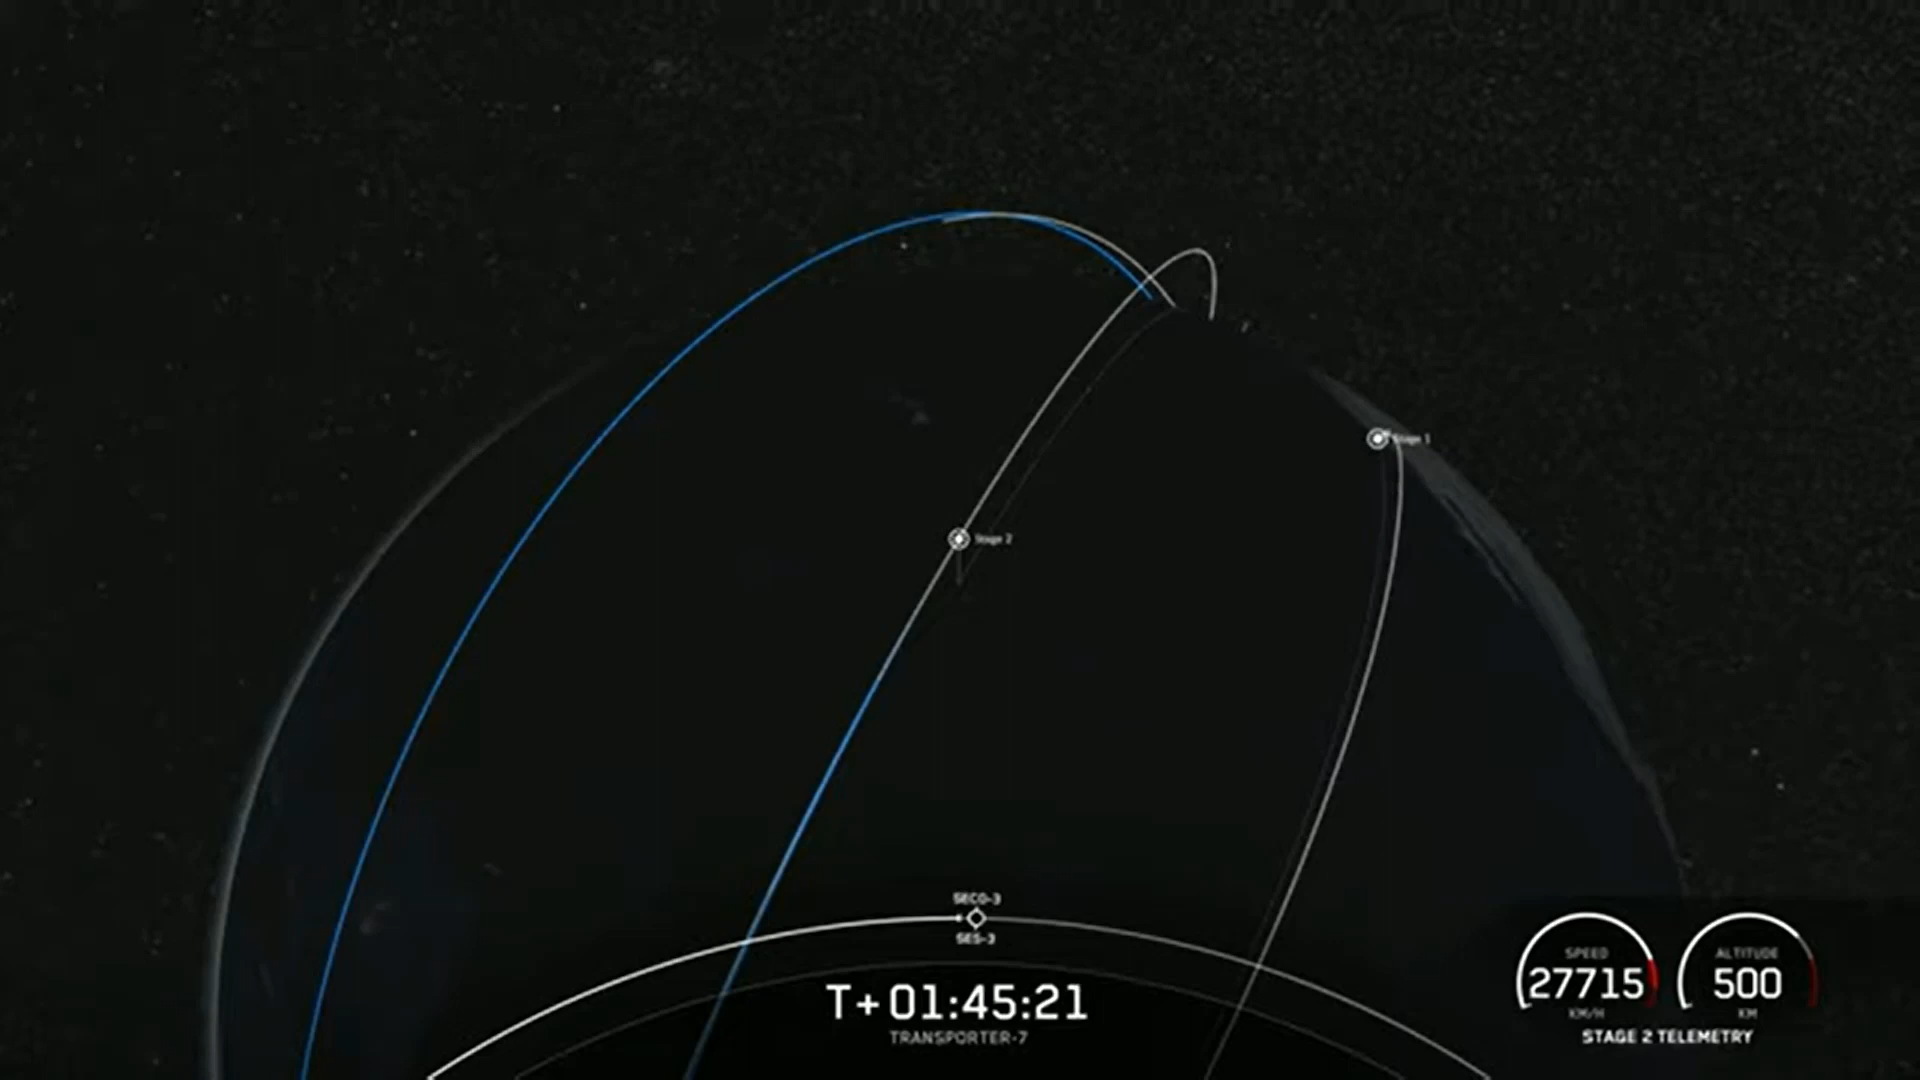 Stage 1
Stage 2
SECO-3
SES-3
T+01:45:21
TRANSPORTER-7
SPEED
27715
KM/H
ALTITUDE
500
KM
STAGE 2 TELEMETRY